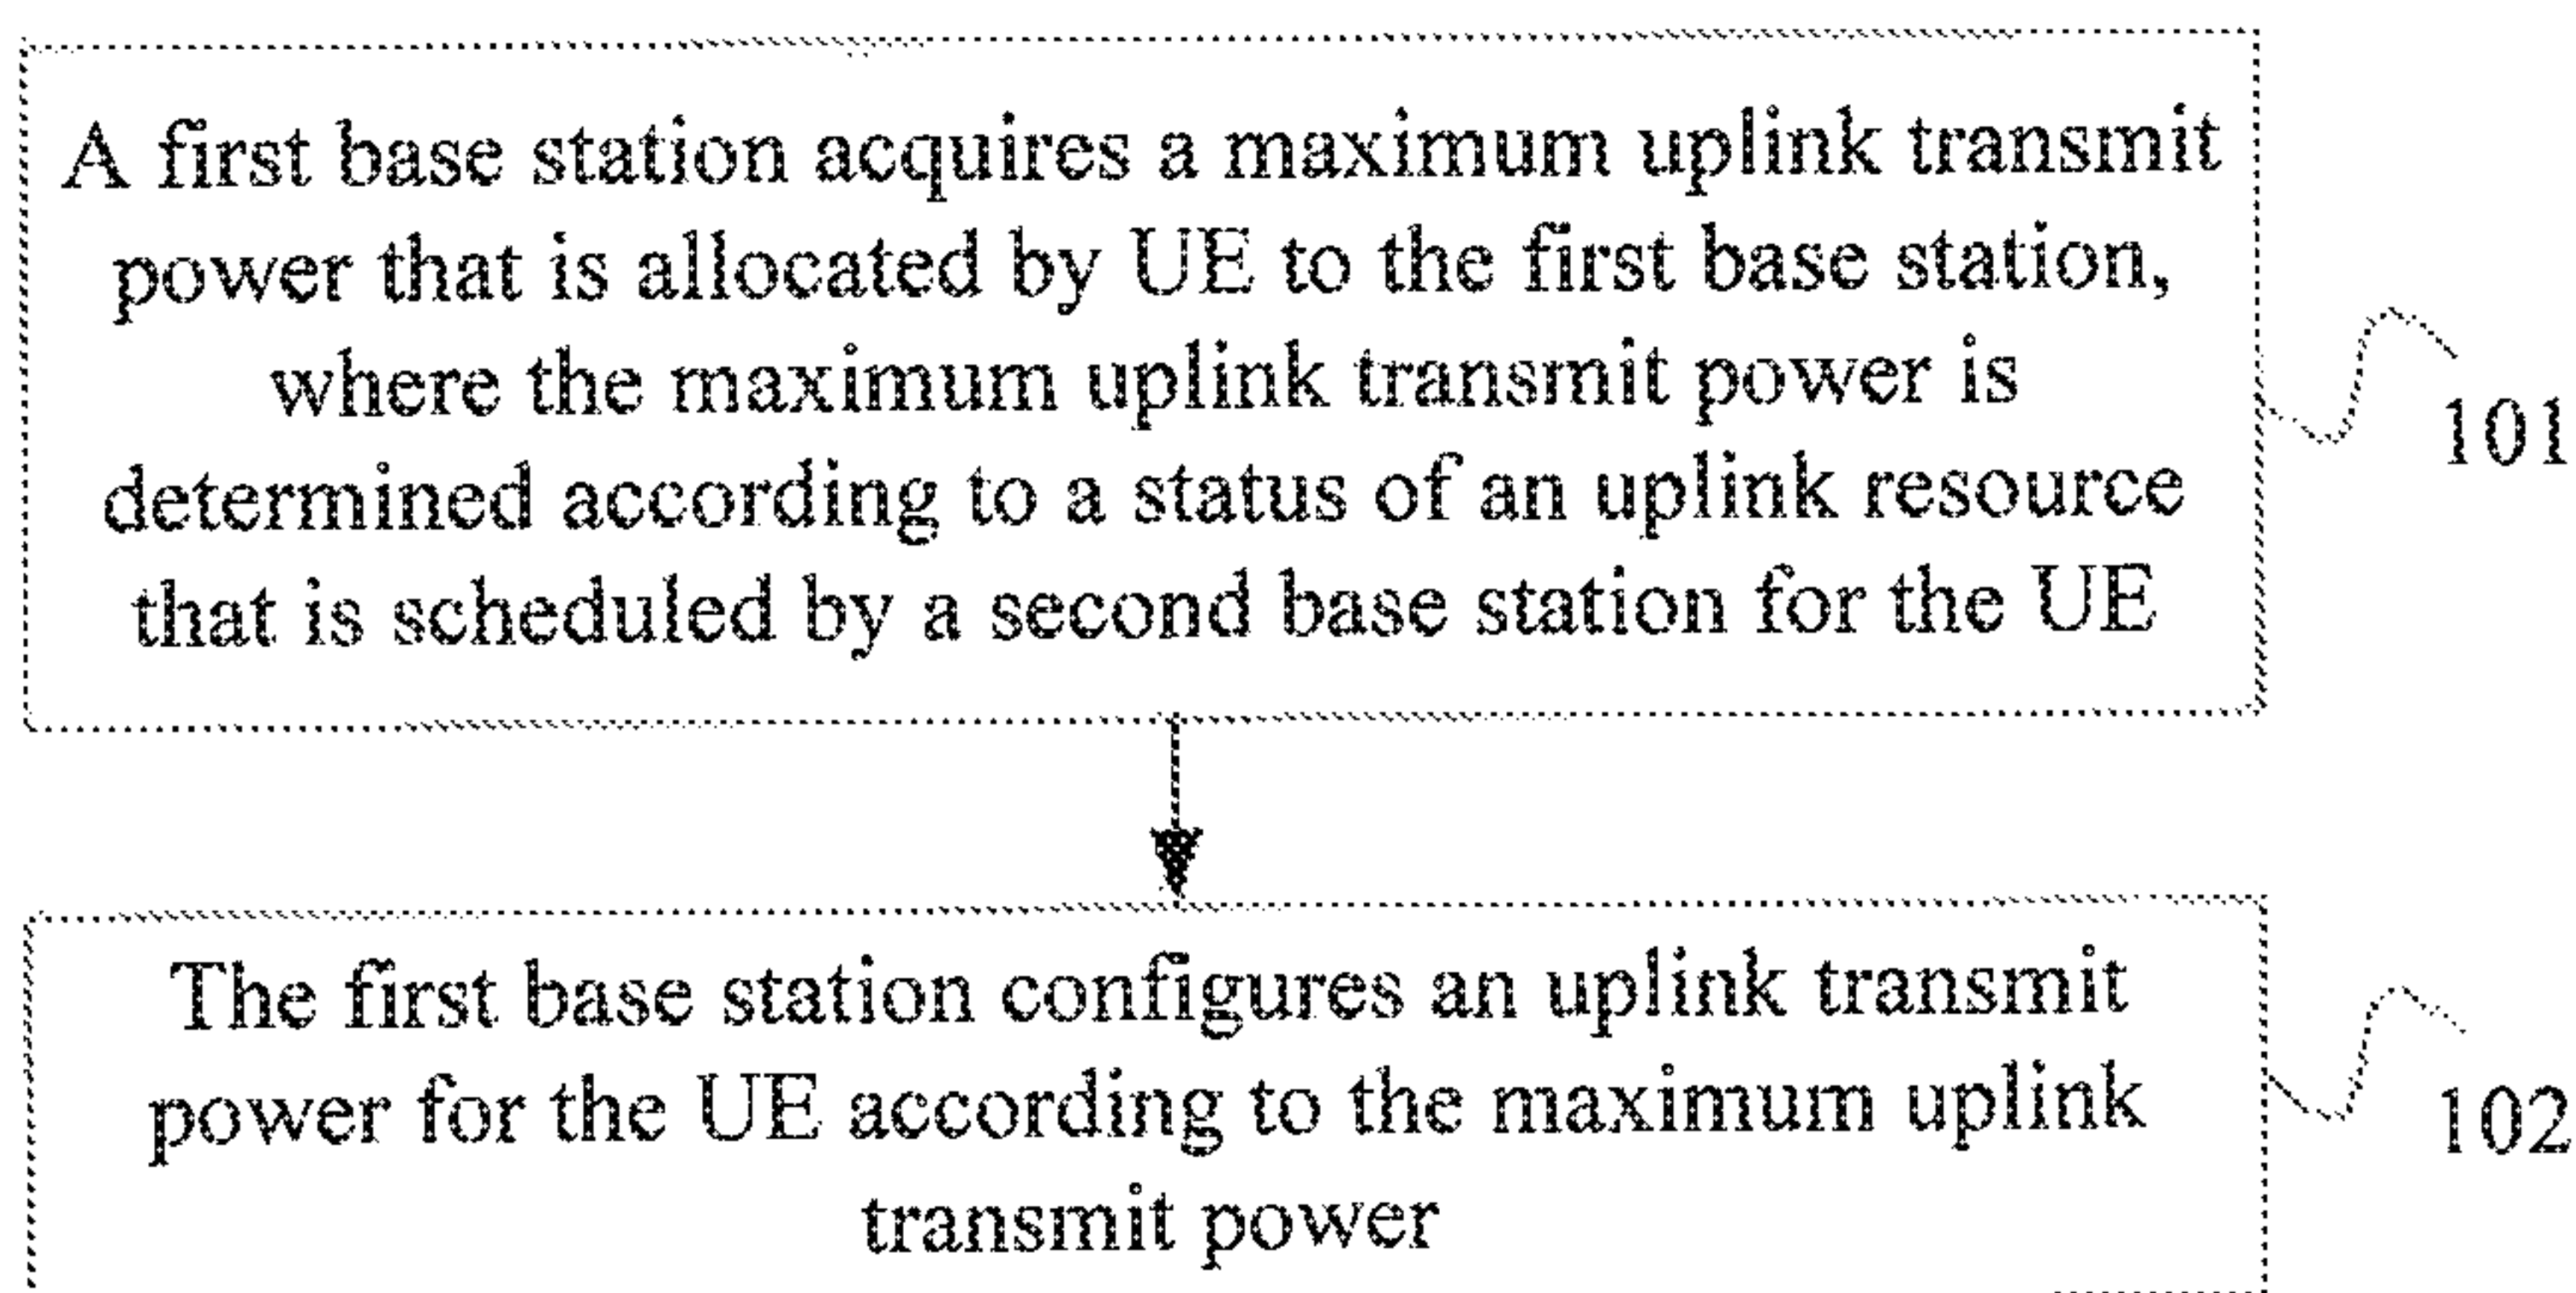 A first base station acquires a maximum uplink transmit
power that is allocated by UE to the first base station,
where the maximum uplink transmit power is
determined according to a status of an uplink resource
that is scheduled by a second base station for the UE
101
The first base station configures an uplink transmit
power for the UE according to the maximum uplink
transmit power
102